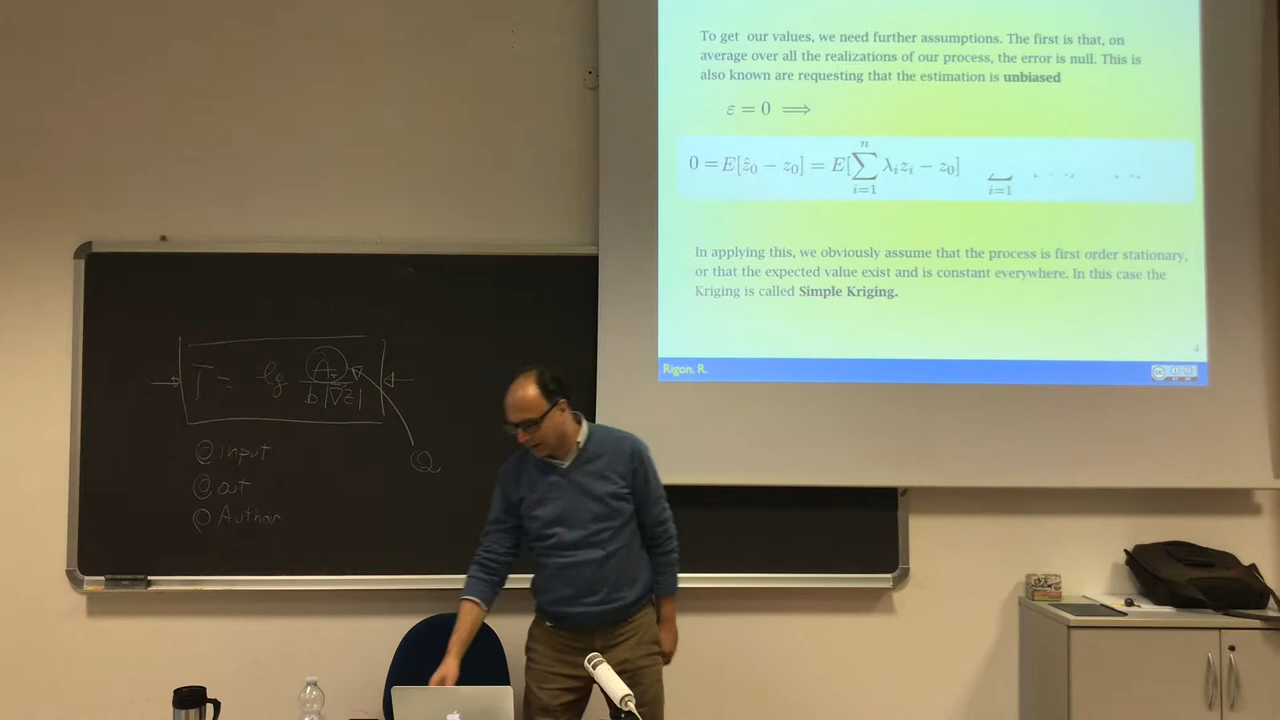 To get our values, we need further assumptions. The first is that, on
average over all the realizations of our process, the error is null. This is
also known are requesting that the estimation is unbiased
ε = 0 ⟹
0 = E[ẑ₀ − z₀] = E[∑ⁿᵢ₌₁ λᵢzᵢ − z₀]
i=1
In applying this, we obviously assume that the process is first order stationary,
or that the expected value exist and is constant everywhere. In this case the
Kriging is called Simple Kriging.
4
Rigon, R.
b |∇z|
Q
@ input
@ out
@ Author